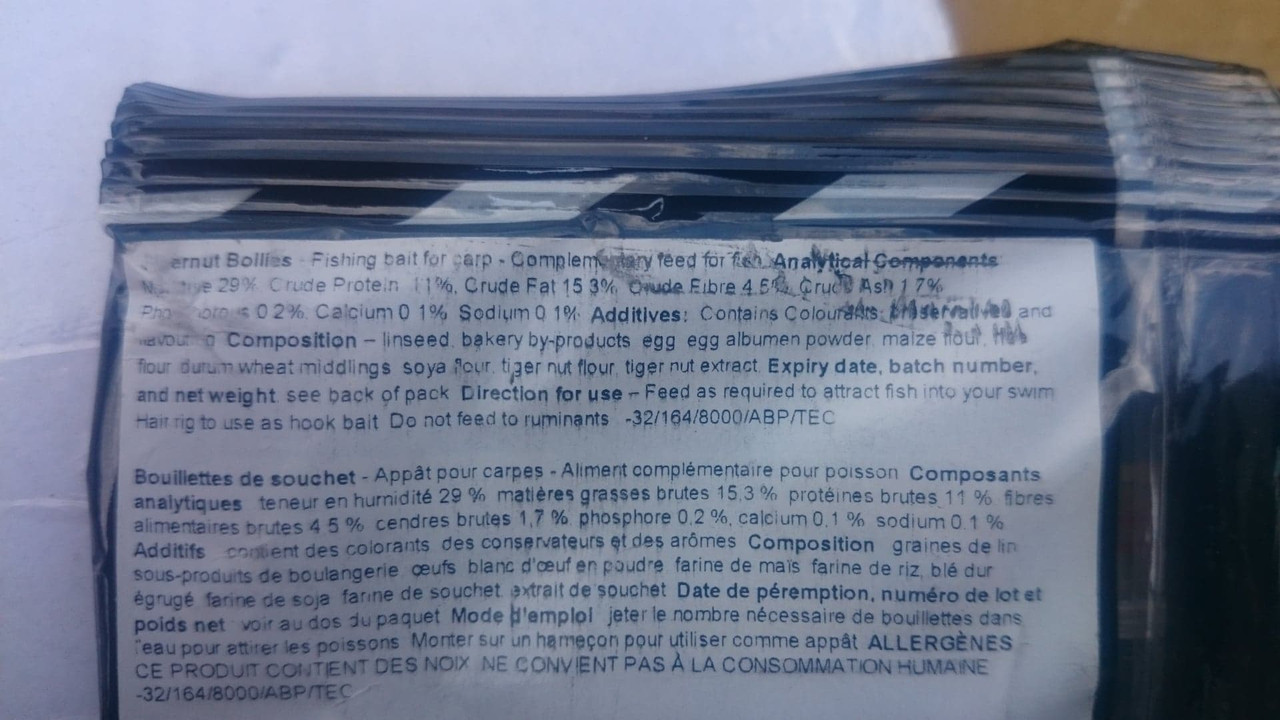 ernut Boilies - Fishing bait for carp - Complementary feed for fish Analytical Components
29% Crude Protein 11%, Crude Fat 15 3%, Crude Fibre 4.5%, Crude Ash 1 7%
0 2% Calcium 0 1% Sodium 0 1% Additives: Contains Colourants, preservatives and
Composition – linseed, bakery by-products egg egg albumen powder, maize flour,
flour durum wheat middlings soya flour, tiger nut flour, tiger nut extract. Expiry date, batch number,
and net weight see back of pack Direction for use – Feed as required to attract fish into your swim
Hair rig to use as hook bait Do not feed to ruminants -32/164/8000/ABP/TEC
Bouillettes de souchet - Appât pour carpes - Aliment complémentaire pour poisson Composants
analytiques teneur en humidité 29 % matières grasses brutes 15,3 % protéines brutes 11 % fibres
alimentaires brutes 4 5 % cendres brutes 1,7 %, phosphore 0.2 %, calcium 0.1 % sodium 0.1 %
Additifs contient des colorants des conservateurs et des arômes Composition graines de lin
sous-produits de boulangerie œufs blanc d'œuf en poudre farine de maïs farine de riz, blé dur
égrugé farine de soja farine de souchet extrait de souchet Date de péremption, numéro de lot et
poids net voir au dos du paquet Mode d'emploi jeter le nombre nécessaire de bouillettes dans
l'eau pour attirer les poissons Monter sur un hameçon pour utiliser comme appât ALLERGÈNES
CE PRODUIT CONTIENT DES NOIX NE CONVIENT PAS À LA CONSOMMATION HUMAINE
-32/164/8000/ABP/TEC